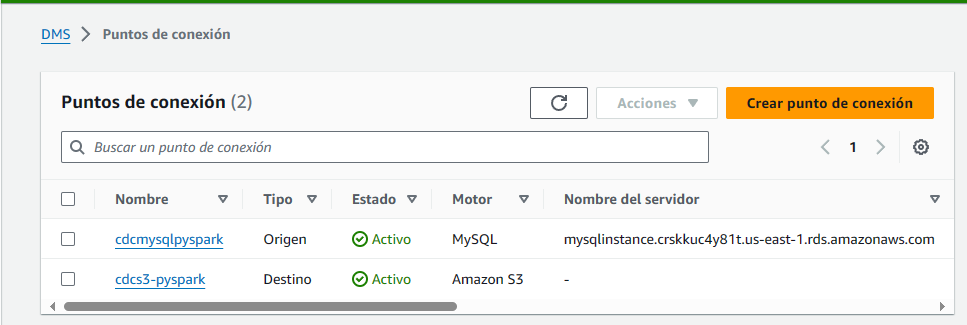 DMS > Puntos de conexión
Puntos de conexión (2)
Acciones
Crear punto de conexión
Buscar un punto de conexión
1
Nombre Tipo Estado Motor Nombre del servidor
cdcmysqlpyspark Origen Activo MySQL mysqlinstance.crskkuc4y81t.us-east-1.rds.amazonaws.com
cdcs3-pyspark Destino Activo Amazon S3 -